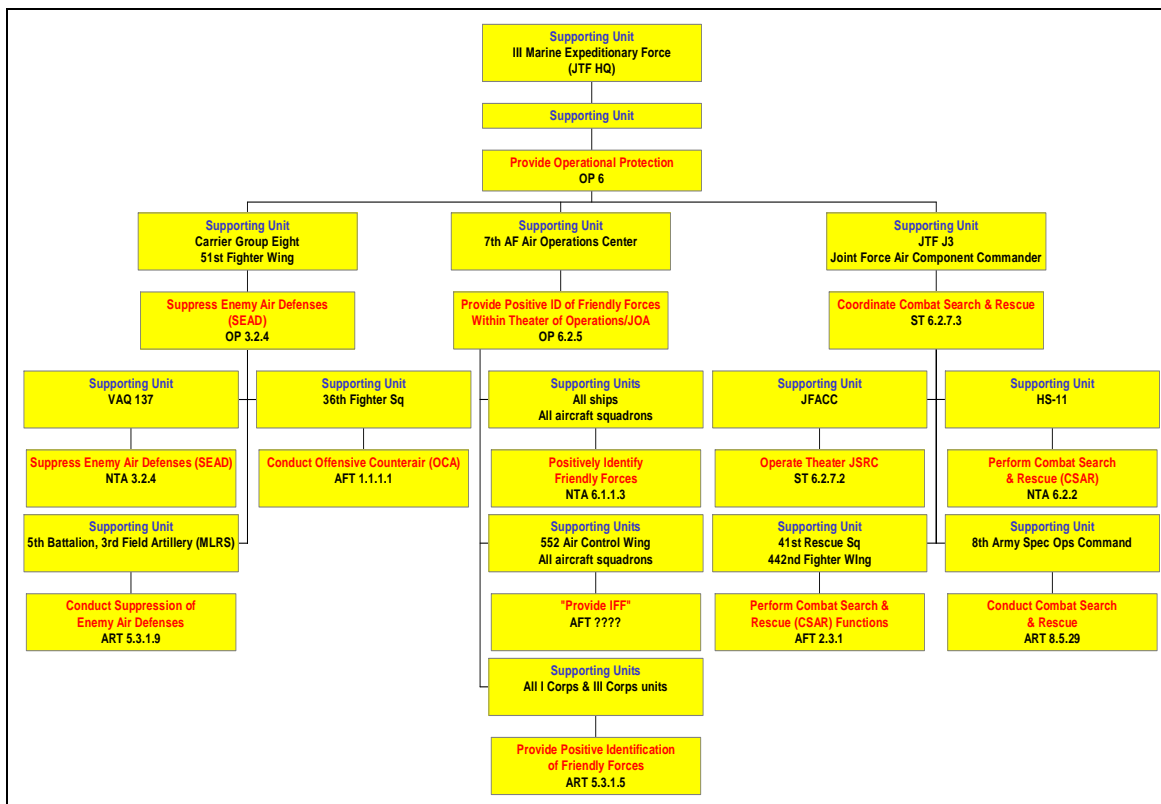 Supporting Unit
III Marine Expeditionary Force
(JTF HQ)
Supporting Unit
Provide Operational Protection
OP 6
Supporting Unit
Carrier Group Eight
51st Fighter Wing
Supporting Unit
7th AF Air Operations Center
Supporting Unit
JTF J3
Joint Force Air Component Commander
Suppress Enemy Air Defenses
(SEAD)
OP 3.2.4
Provide Positive ID of Friendly Forces
Within Theater of Operations/JOA
OP 6.2.5
Coordinate Combat Search & Rescue
ST 6.2.7.3
Supporting Unit
VAQ 137
Supporting Unit
36th Fighter Sq
Supporting Units
All ships
All aircraft squadrons
Supporting Unit
JFACC
Supporting Unit
HS-11
Suppress Enemy Air Defenses (SEAD)
NTA 3.2.4
Conduct Offensive Counterair (OCA)
AFT 1.1.1.1
Positively Identify
Friendly Forces
NTA 6.1.1.3
Operate Theater JSRC
ST 6.2.7.2
Perform Combat Search
& Rescue (CSAR)
NTA 6.2.2
Supporting Unit
5th Battalion, 3rd Field Artillery (MLRS)
Supporting Units
552 Air Control Wing
All aircraft squadrons
Supporting Unit
41st Rescue Sq
442nd Fighter WIng
Supporting Unit
8th Army Spec Ops Command
Conduct Suppression of
Enemy Air Defenses
ART 5.3.1.9
"Provide IFF"
AFT ????
Perform Combat Search &
Rescue (CSAR) Functions
AFT 2.3.1
Conduct Combat Search
& Rescue
ART 8.5.29
Supporting Units
All I Corps & III Corps units
Provide Positive Identification
of Friendly Forces
ART 5.3.1.5